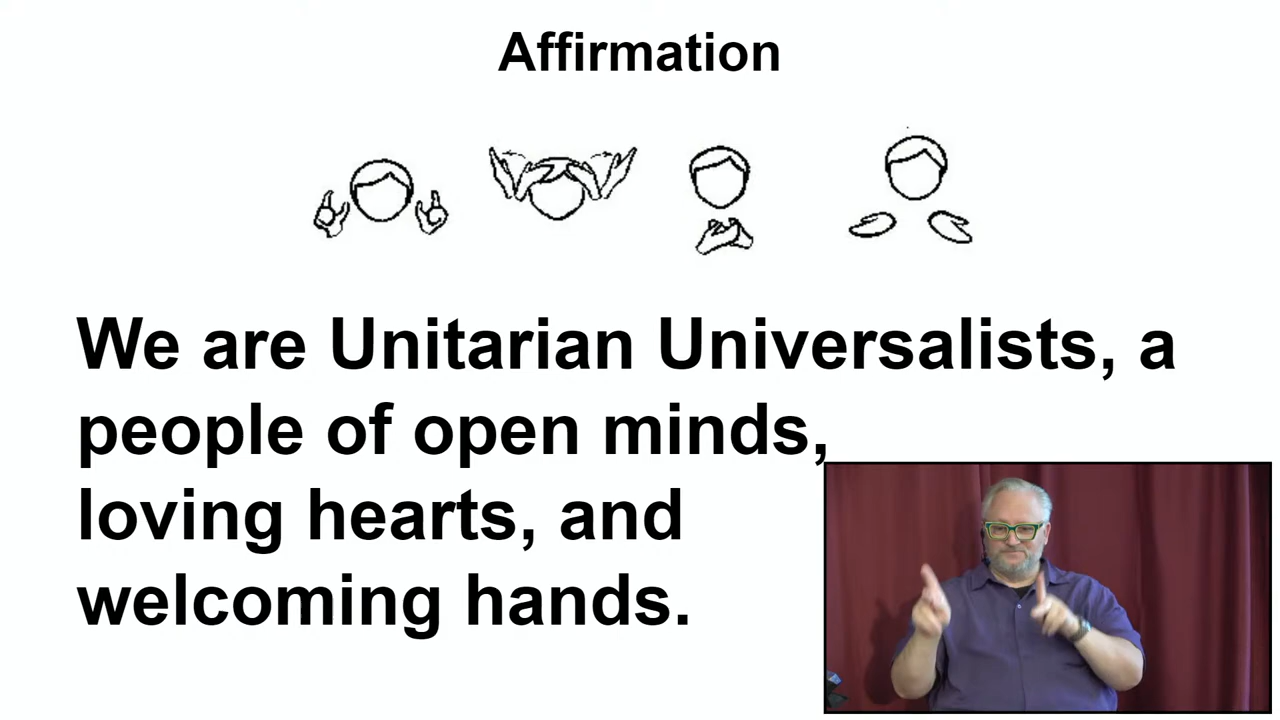 Affirmation
We are Unitarian Universalists, a
people of open minds,
loving hearts, and
welcoming hands.